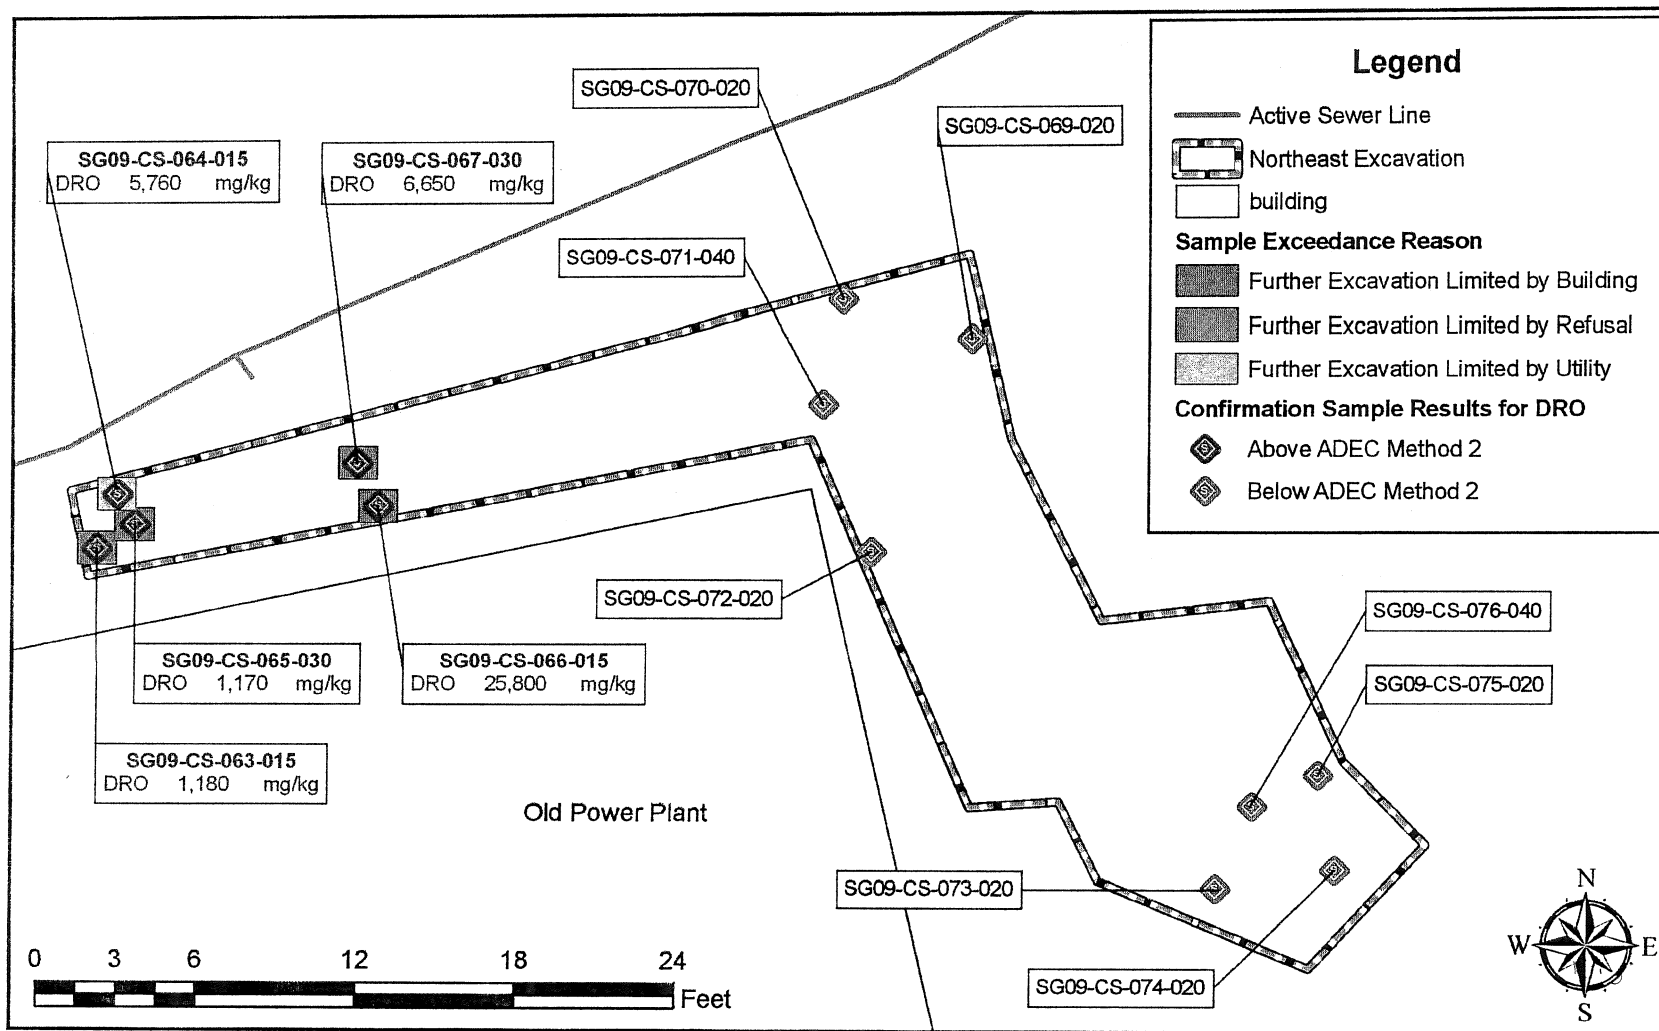 SG09-CS-070-020
SG09-CS-069-020
SG09-CS-064-015
DRO 5,760 mg/kg
SG09-CS-067-030
DRO 6,650 mg/kg
SG09-CS-071-040
SG09-CS-072-020
SG09-CS-065-030
DRO 1,170 mg/kg
SG09-CS-066-015
DRO 25,800 mg/kg
SG09-CS-063-015
DRO 1,180 mg/kg
Old Power Plant
SG09-CS-076-040
SG09-CS-075-020
SG09-CS-073-020
SG09-CS-074-020
0 3 6 12 18 24
Feet
Legend
Active Sewer Line
Northeast Excavation
building
Sample Exceedance Reason
Further Excavation Limited by Building
Further Excavation Limited by Refusal
Further Excavation Limited by Utility
Confirmation Sample Results for DRO
Above ADEC Method 2
Below ADEC Method 2
N
W E
S